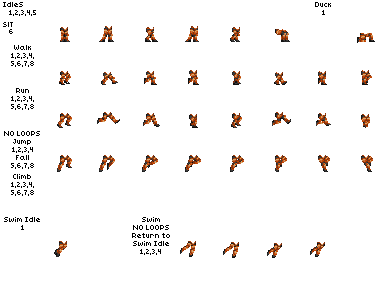 IdleS
1,2,3,4,5
Duck
1
SIT
6
Walk
1,2,3,4,
5,6,7,8
Run
1,2,3,4,
5,6,7,8
NO LOOPS
Jump
1,2,3,4
Fall
5,6,7,8
Climb
1,2,3,4,
5,6,7,8
Swim Idle
1
Swim
NO LOOPS
Return to
Swim Idle
1,2,3,4